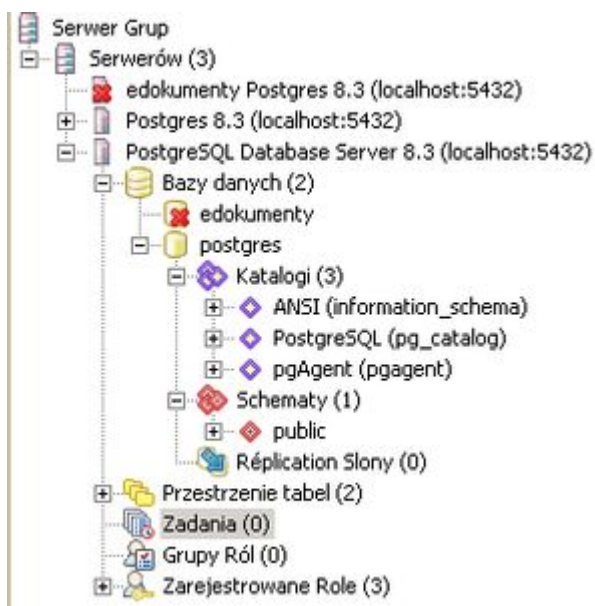 Serwer Grup
Serwerów (3)
edokumenty Postgres 8.3 (localhost:5432)
Postgres 8.3 (localhost:5432)
PostgreSQL Database Server 8.3 (localhost:5432)
Bazy danych (2)
edokumenty
postgres
Katalogi (3)
ANSI (information_schema)
PostgreSQL (pg_catalog)
pgAgent (pgagent)
Schematy (1)
public
Réplication Slony (0)
Przestrzenie tabel (2)
Zadania (0)
Grupy Ról (0)
Zarejestrowane Role (3)